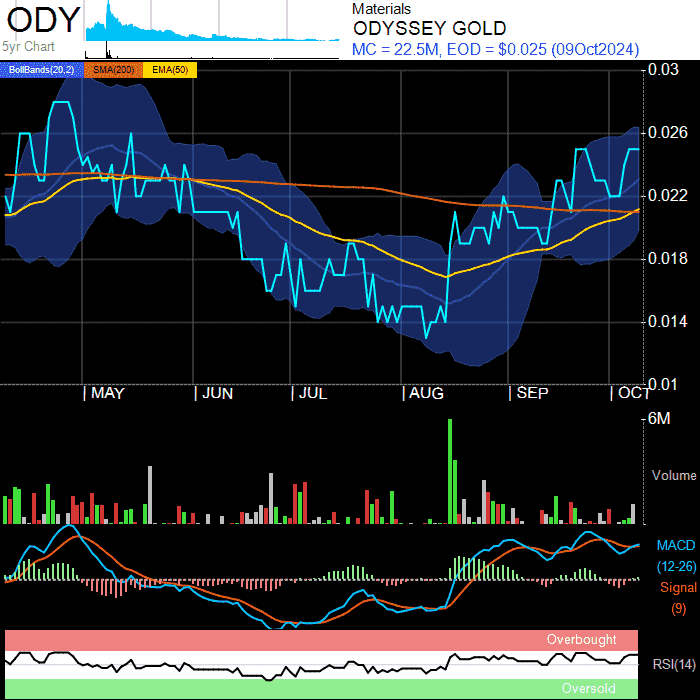 ODY
5yr Chart
Materials
ODYSSEY GOLD
MC = 22.5M, EOD = $0.025 (09Oct2024)
BollBands(20,2) SMA(200) EMA(50)
0.03
0.026
0.022
0.018
0.014
0.01
MAY JUN JUL AUG SEP OCT
6M
Volume
MACD
(12-26)
Signal
(9)
Overbought
RSI(14)
Oversold